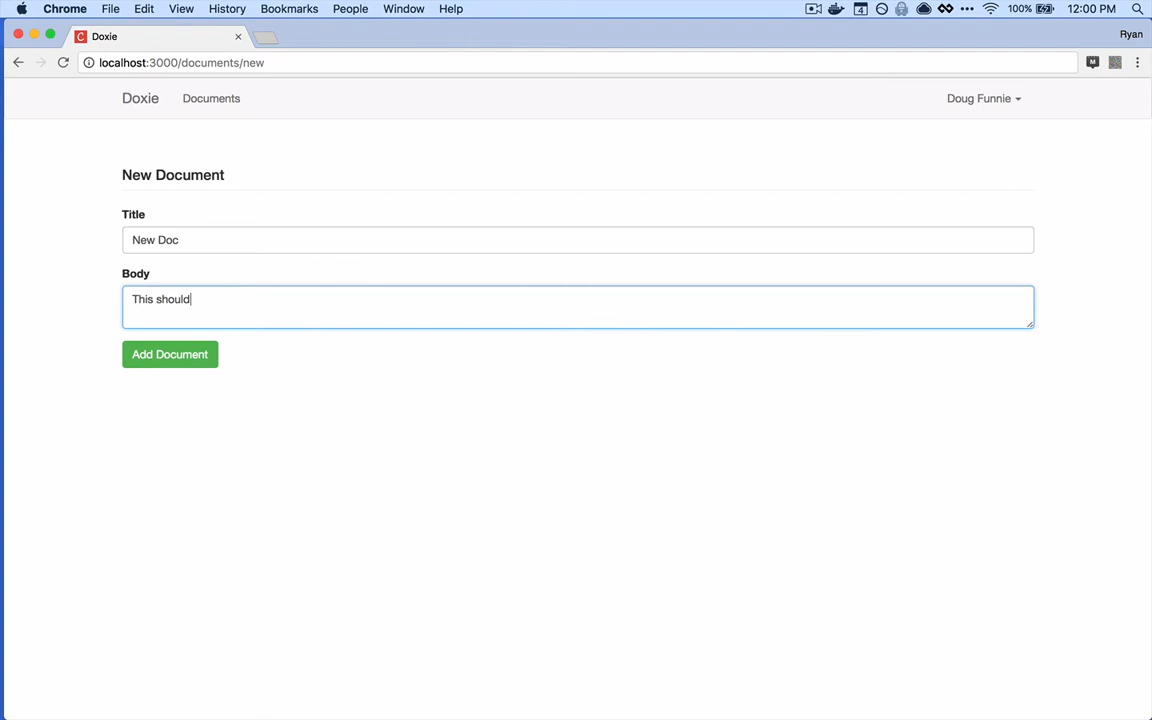 Chrome File Edit View History Bookmarks People Window Help 4 100% 12:00 PM
C Doxie Ryan
localhost:3000/documents/new M
Doxie Documents Doug Funnie
New Document
Title
New Doc
Body
This should
Add Document